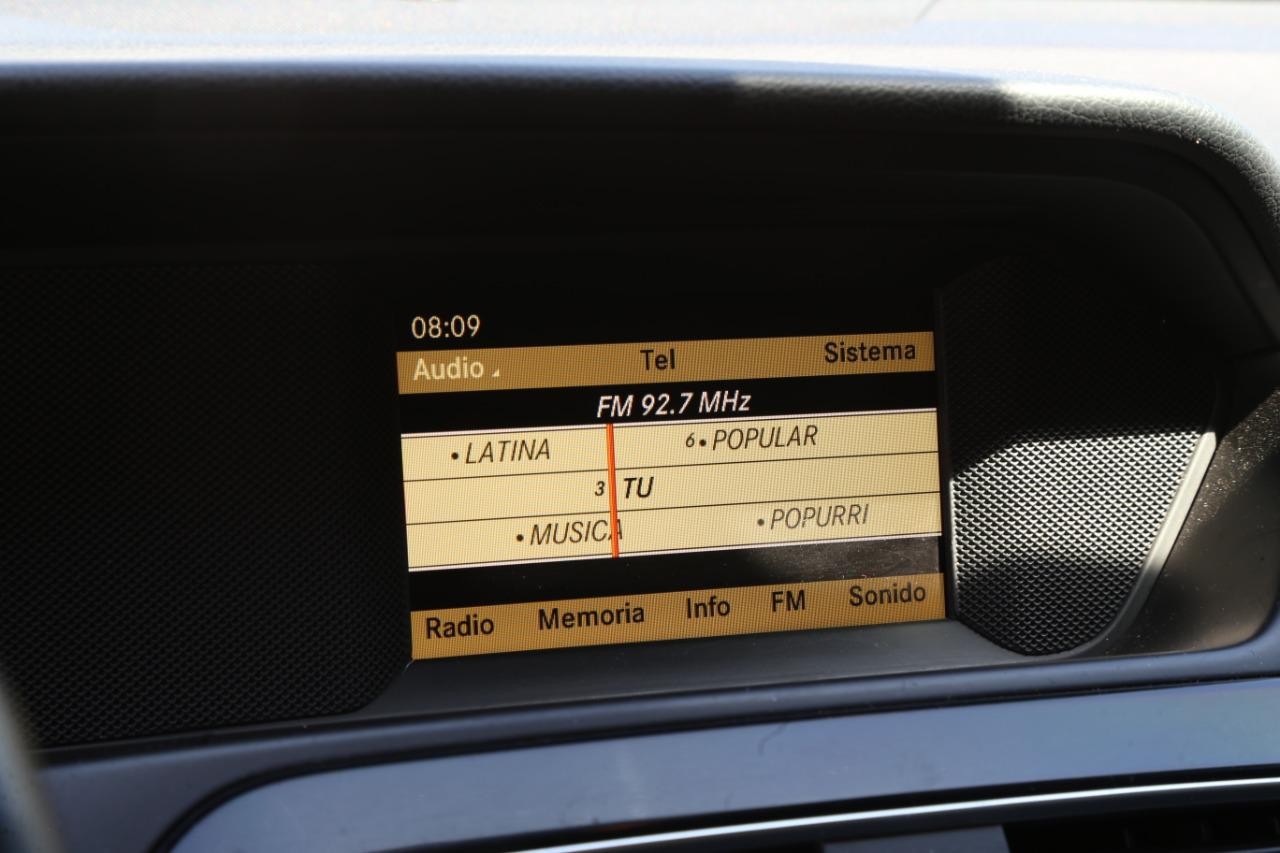 08:09
Audio Tel Sistema
FM 92.7 MHz
• LATINA 6 • POPULAR
3 TU
• MUSICA • POPURRI
Radio Memoria Info FM Sonido